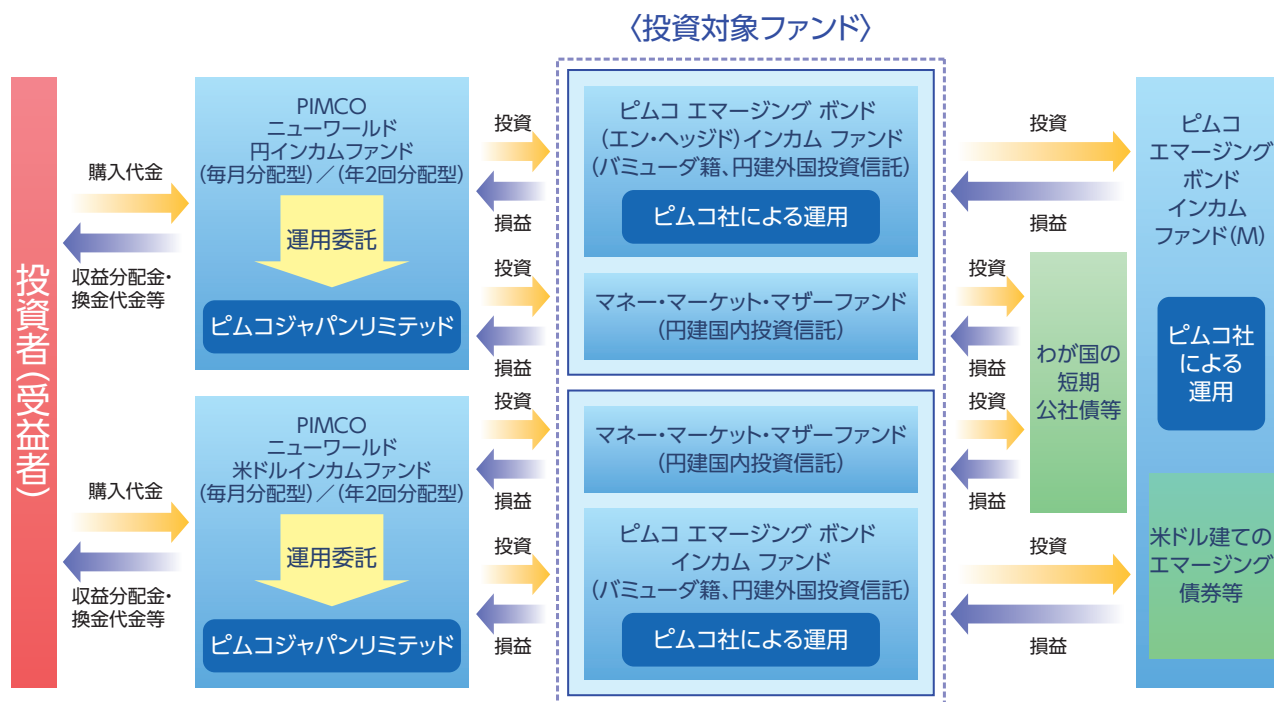 〈投資対象ファンド〉
投資者(受益者)
購入代金
収益分配金・
換金代金等
PIMCO
ニューワールド
円インカムファンド
(毎月分配型)／(年2回分配型)
運用委託
ピムコジャパンリミテッド
投資
損益
投資
損益
ピムコ エマージング ボンド
(エン・ヘッジド)インカム ファンド
(バミューダ籍、円建外国投資信託)
ピムコ社による運用
マネー・マーケット・マザーファンド
(円建国内投資信託)
投資
損益
投資
損益
購入代金
収益分配金・
換金代金等
PIMCO
ニューワールド
米ドルインカムファンド
(毎月分配型)／(年2回分配型)
運用委託
ピムコジャパンリミテッド
投資
損益
投資
損益
マネー・マーケット・マザーファンド
(円建国内投資信託)
ピムコ エマージング ボンド
インカム ファンド
(バミューダ籍、円建外国投資信託)
ピムコ社による運用
投資
損益
投資
損益
わが国の
短期
公社債等
ピムコ
エマージング
ボンド
インカム
ファンド(M)
ピムコ社
による
運用
米ドル建ての
エマージング
債券等